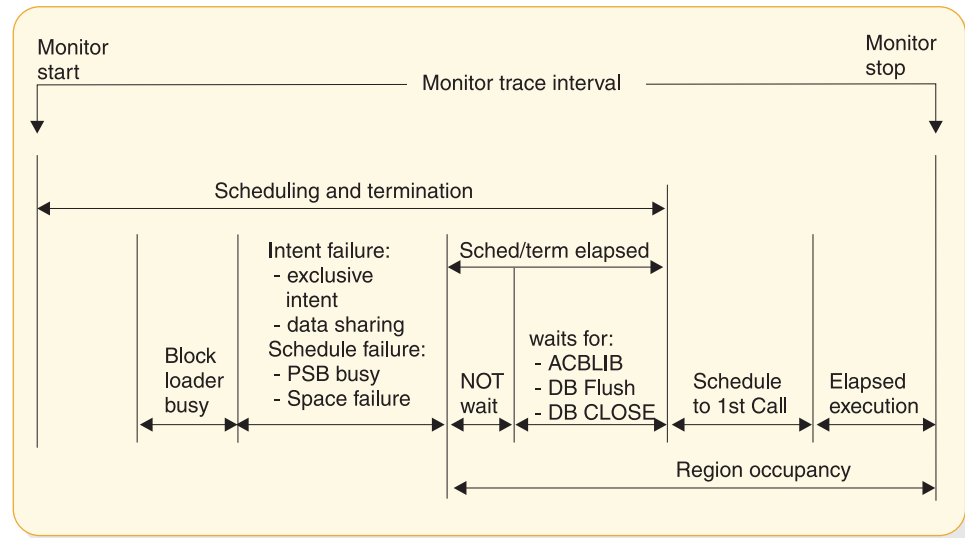 Monitor
start
Monitor
stop
Monitor trace interval
Scheduling and termination
Intent failure:
- exclusive
intent
- data sharing
Schedule failure:
- PSB busy
- Space failure
Sched/term elapsed
Block
loader
busy
NOT
wait
waits for:
- ACBLIB
- DB Flush
- DB CLOSE
Schedule
to 1st Call
Elapsed
execution
Region occupancy